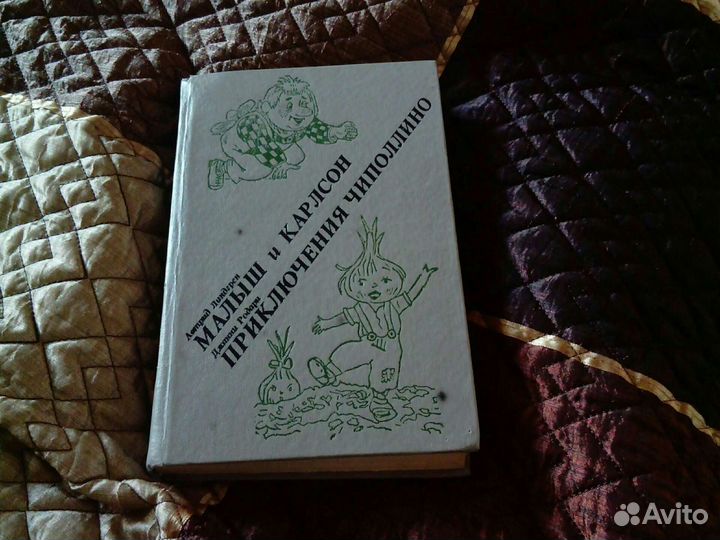 Астрид Линдгрен
МАЛЫШ и КАРЛСОН
Джанни Родари
ПРИКЛЮЧЕНИЯ ЧИПОЛЛИНО
Avito